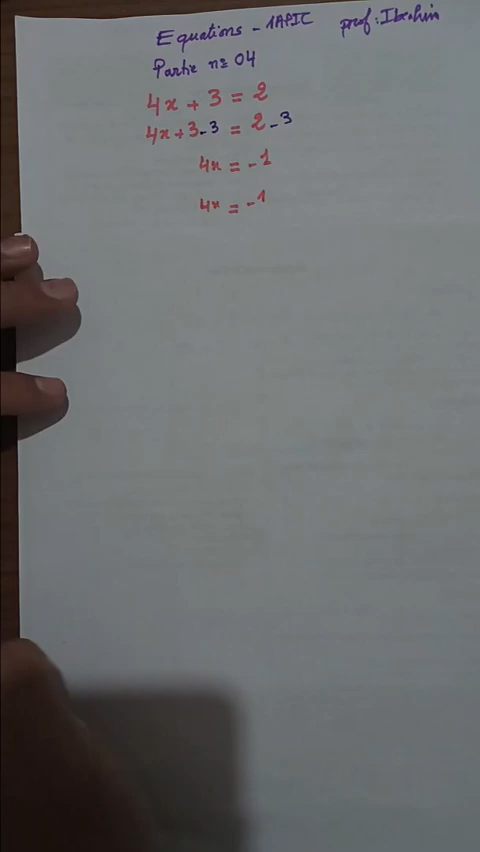 Equations - 1APIC prof: Ibrahim
Partie n° 04
4x + 3 = 2
4x + 3 - 3 = 2 - 3
4x = -1
4x = -1